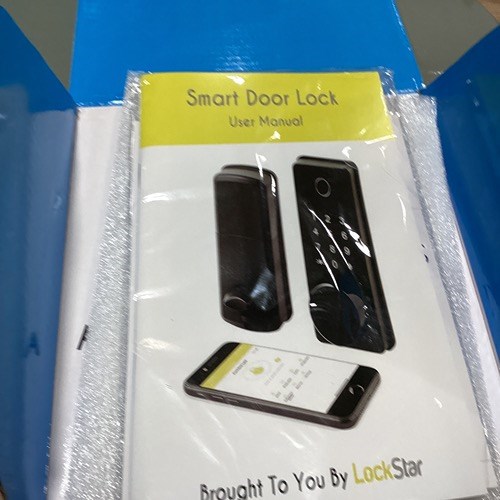 Smart Door Lock
User Manual
Brought To You By LockStar